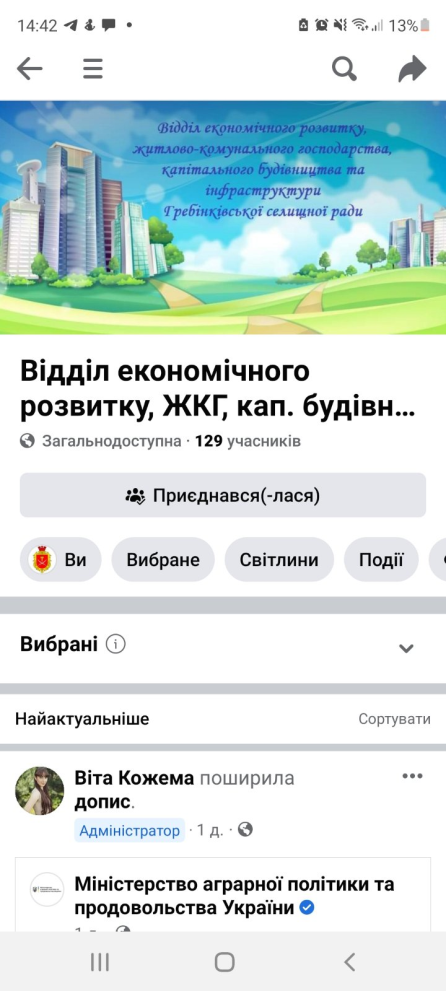 14:42
13%
Відділ економічного розвитку,
житлово-комунального господарства,
капітального будівництва та
інфраструктури
Гребінківської селищної ради
Відділ економічного
розвитку, ЖКГ, кап. будівн...
Загальнодоступна · 129 учасників
Приєднався(-лася)
Ви
Вибране
Світлини
Події
Вибрані
Найактуальніше
Сортувати
Віта Кожема поширила
допис.
Адміністратор · 1 д. ·
Міністерство аграрної політики та
продовольства України